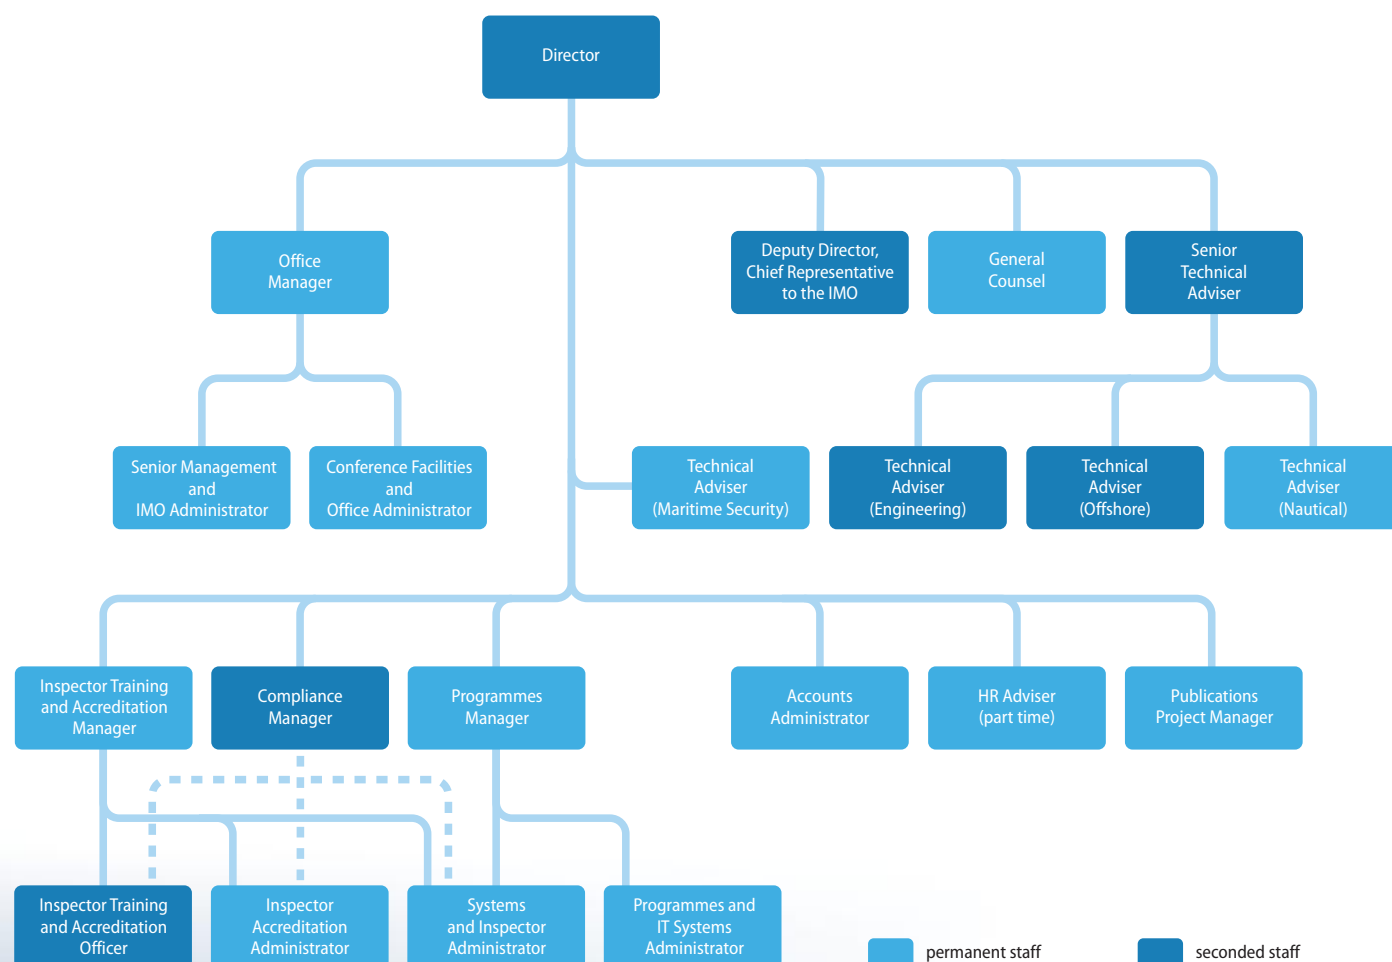 Director
Office
Manager
Deputy Director,
Chief Representative
to the IMO
General
Counsel
Senior
Technical
Adviser
Senior Management
and
IMO Administrator
Conference Facilities
and
Office Administrator
Technical
Adviser
(Maritime Security)
Technical
Adviser
(Engineering)
Technical
Adviser
(Offshore)
Technical
Adviser
(Nautical)
Inspector Training
and Accreditation
Manager
Compliance
Manager
Programmes
Manager
Accounts
Administrator
HR Adviser
(part time)
Publications
Project Manager
Inspector Training
and Accreditation
Officer
Inspector
Accreditation
Administrator
Systems
and Inspector
Administrator
Programmes and
IT Systems
Administrator
permanent staff
seconded staff